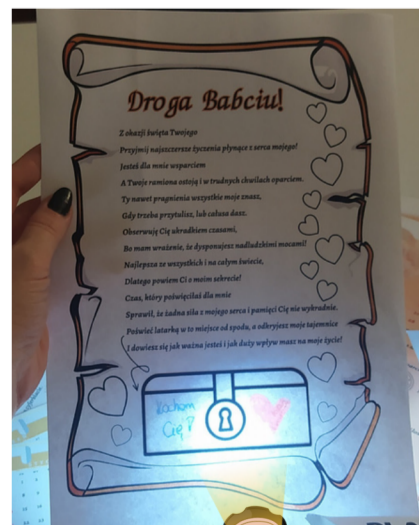 Droga Babciu!
Z okazji święta Twojego
Przyjmij najszczersze życzenia płynące z serca mojego!
Jesteś dla mnie wsparciem
A Twoje ramiona ostoją i w trudnych chwilach oparciem.
Ty nawet pragnienia wszystkie moje znasz,
Gdy trzeba przytulisz, lub całusa dasz.
Obserwuję Cię ukradkiem czasami,
Bo mam wrażenie, że dysponujesz nadludzkimi mocami!
Najlepsza ze wszystkich i na całym świecie,
Dlatego powiem Ci o moim sekrecie!
Czas, który poświęciłaś dla mnie
Sprawił, że żadna siła z mojego serca i pamięci Cię nie wykradnie.
Poświeć latarką w to miejsce od spodu, a odkryjesz moje tajemnice
I dowiesz się jak ważna jesteś i jak duży wpływ masz na moje życie!
Kocham
Cię